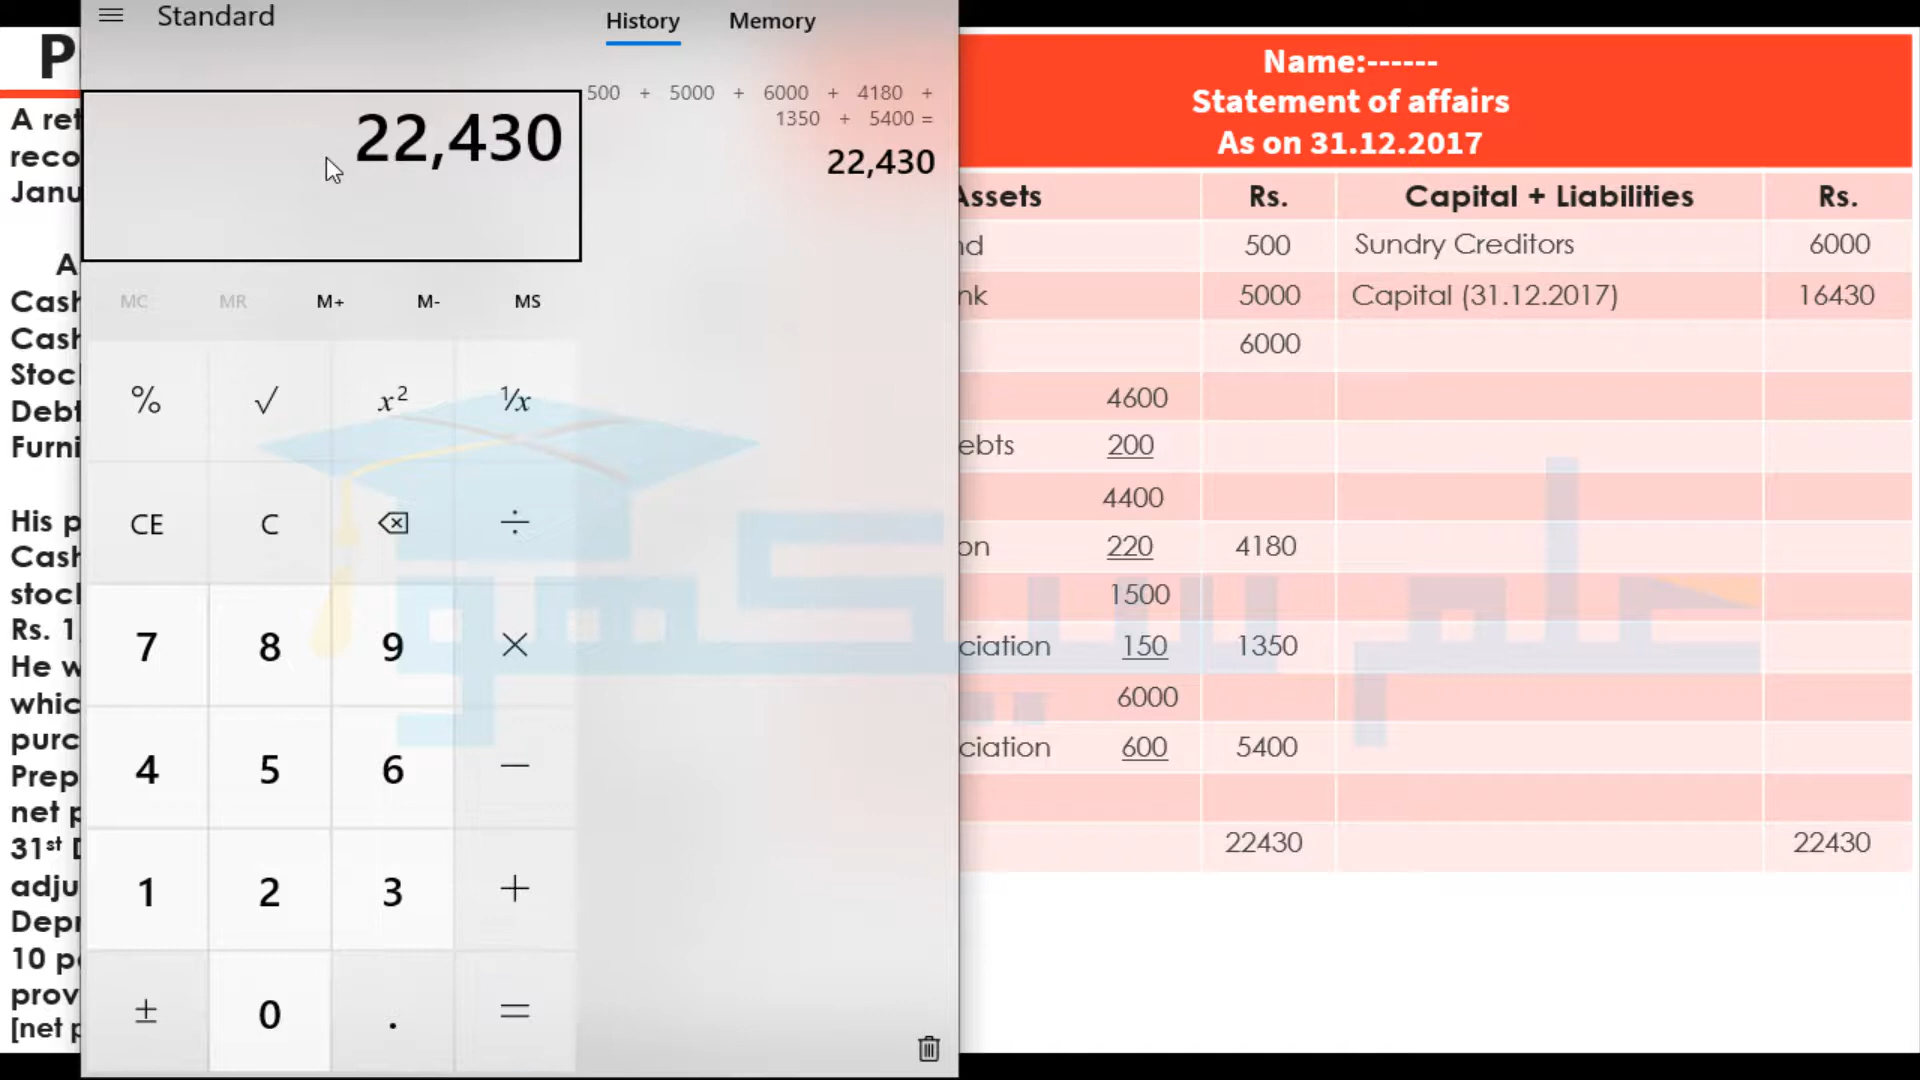 Standard
History Memory
500 + 5000 + 6000 + 4180 +
1350 + 5400 =
22,430
22,430
MC MR M+ M- MS
% √ x² ¹/x
CE C ÷
7 8 9 ×
4 5 6 −
1 2 3 +
± 0 . =
P
A ret
reco
Janu
A
Cash
Cash
Stoc
Debt
Furni
His p
Cash
stocl
Rs. 1
He w
whic
purc
Prep
net p
31st D
adju
Depr
10 pe
prov
[net p
Name:------
Statement of affairs
As on 31.12.2017
Assets Rs. Capital + Liabilities Rs.
nd 500 Sundry Creditors 6000
nk 5000 Capital (31.12.2017) 16430
6000
4600
ebts 200
4400
on 220 4180
1500
ciation 150 1350
6000
ciation 600 5400
22430 22430
علم سیکھو